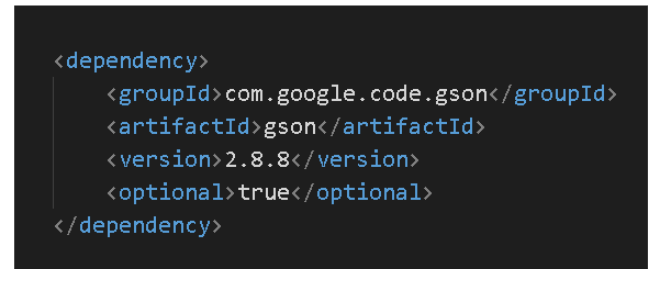 <dependency>
    <groupId>com.google.code.gson</groupId>
    <artifactId>gson</artifactId>
    <version>2.8.8</version>
    <optional>true</optional>
</dependency>